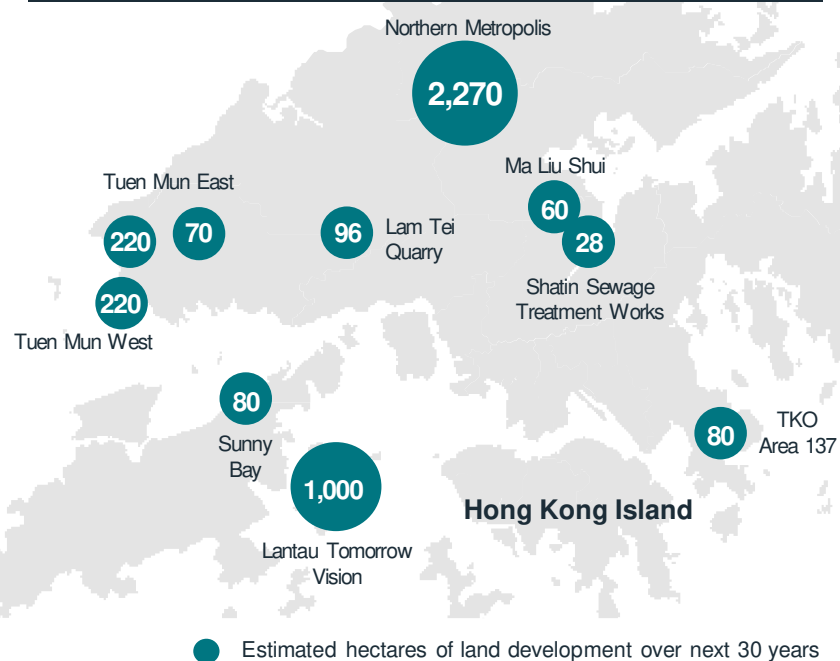 Northern Metropolis
2,270
Ma Liu Shui
60
28
Shatin Sewage
Treatment Works
Tuen Mun East
220
70
96
Lam Tei
Quarry
220
Tuen Mun West
80
Sunny
Bay
80
TKO
Area 137
1,000
Lantau Tomorrow
Vision
Hong Kong Island
Estimated hectares of land development over next 30 years